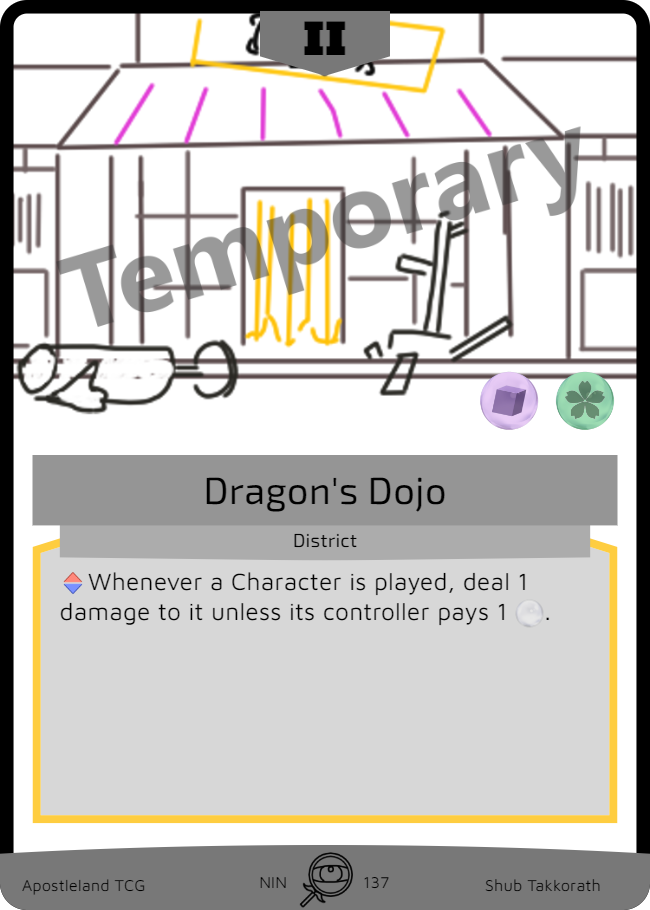 II
Temporary
Dragon's Dojo
District
Whenever a Character is played, deal 1
damage to it unless its controller pays 1 .
Apostleland TCG
NIN
137
Shub Takkorath